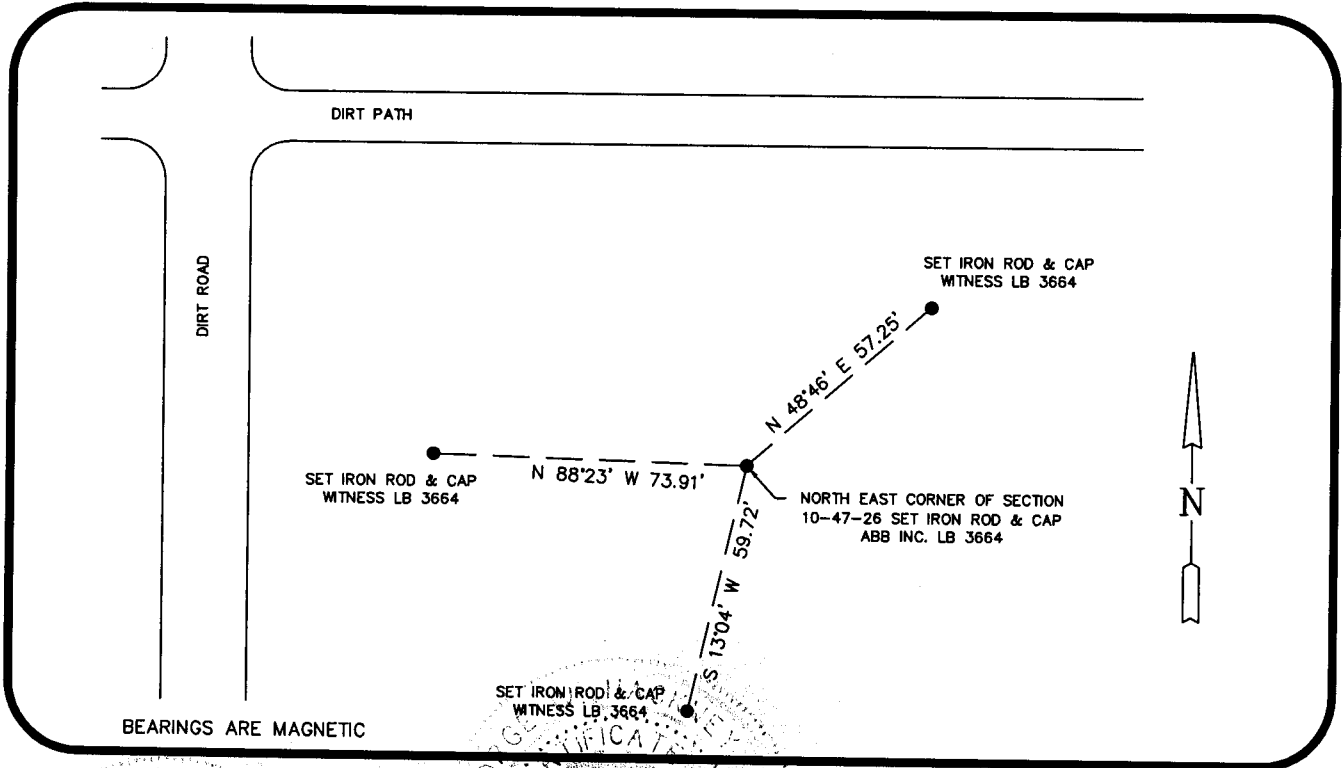 DIRT PATH
DIRT ROAD
SET IRON ROD & CAP
WITNESS LB 3664
N 48°46' E 57.25'
SET IRON ROD & CAP
WITNESS LB 3664
N 88°23' W 73.91'
NORTH EAST CORNER OF SECTION
10-47-26 SET IRON ROD & CAP
ABB INC. LB 3664
N
S 13°04' W 59.72'
SET IRON ROD & CAP
WITNESS LB 3664
BEARINGS ARE MAGNETIC